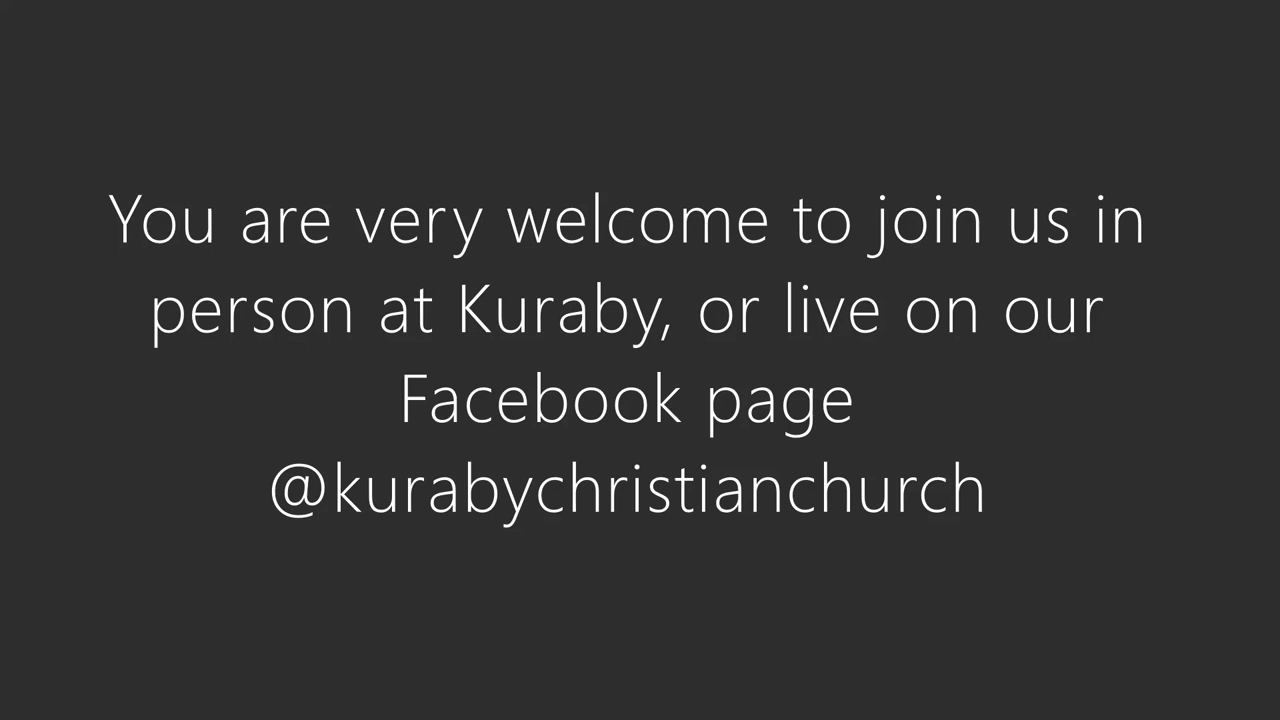 You are very welcome to join us in
person at Kuraby, or live on our
Facebook page
@kurabychristianchurch